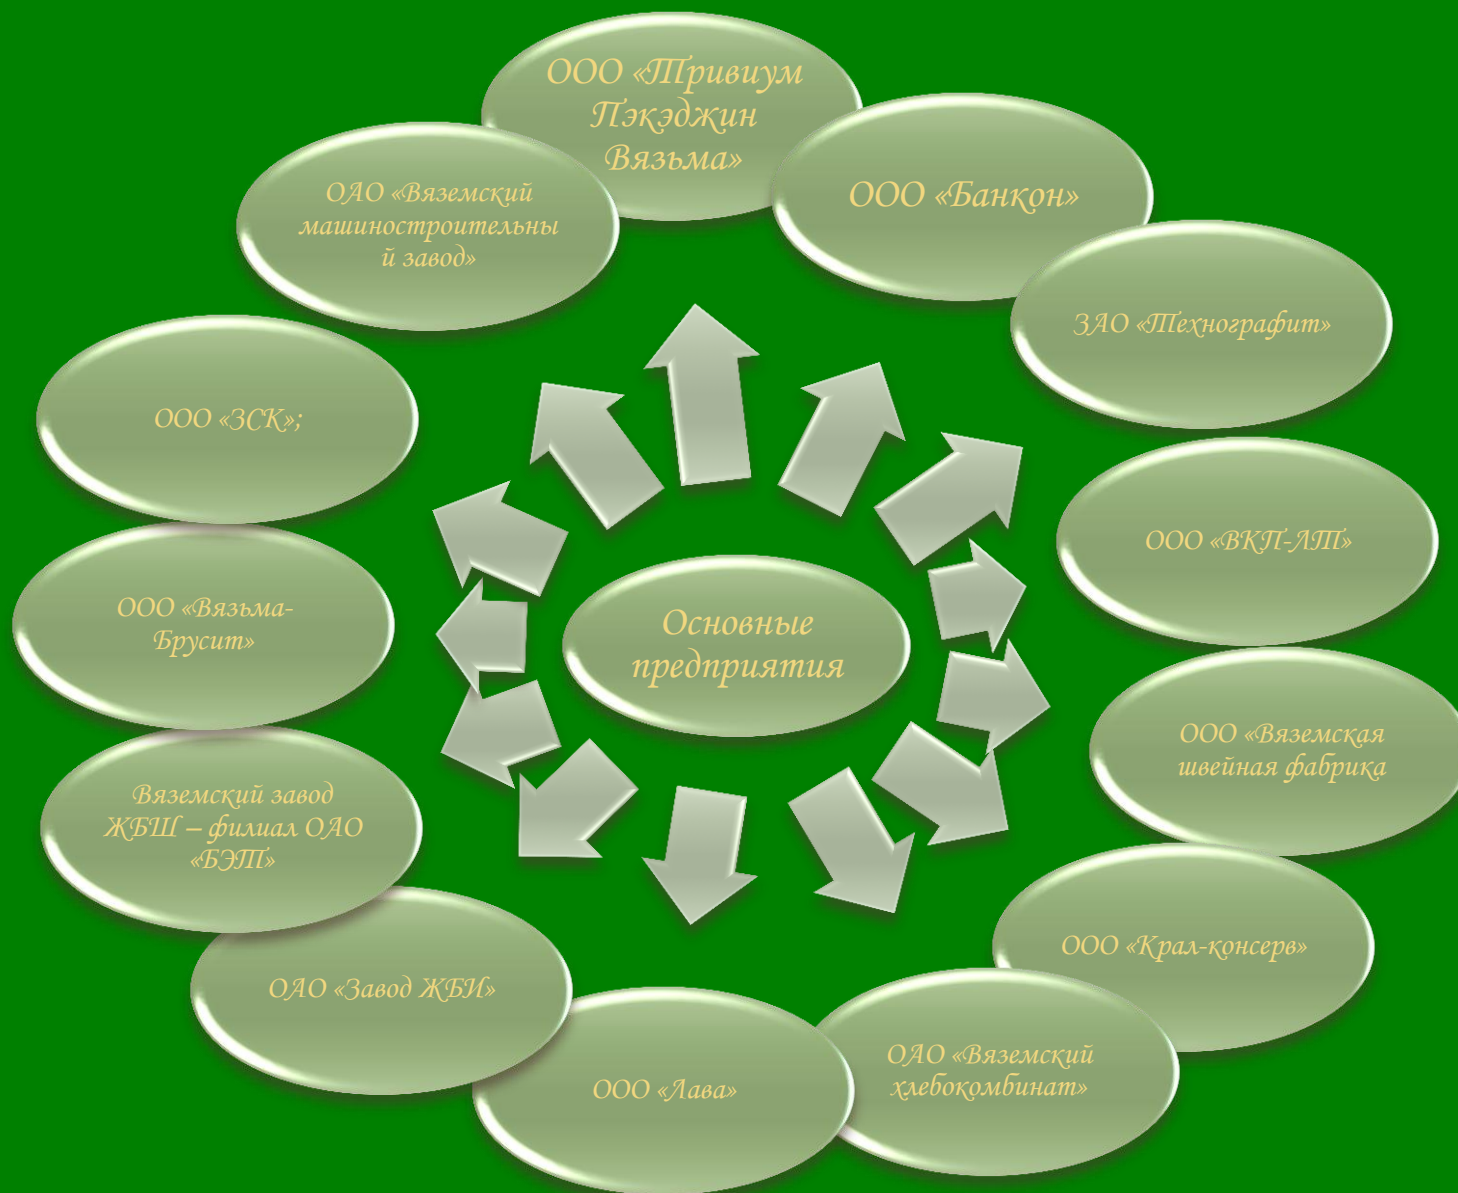 ООО «Тривиум
Пэкэджин
Вязьма»
ООО «Банкон»
ЗАО «Технографит»
ООО «ВКП-ЛТ»
ООО «Вяземская
швейная фабрика
ООО «Крал-консерв»
ОАО «Вяземский
хлебокомбинат»
ООО «Лава»
ОАО «Завод ЖБИ»
Вяземский завод
ЖБШ – филиал ОАО
«БЭТ»
ООО «Вязьма-
Брусит»
ООО «ЗСК»;
ОАО «Вяземский
машиностроительны
й завод»
Основные
предприятия